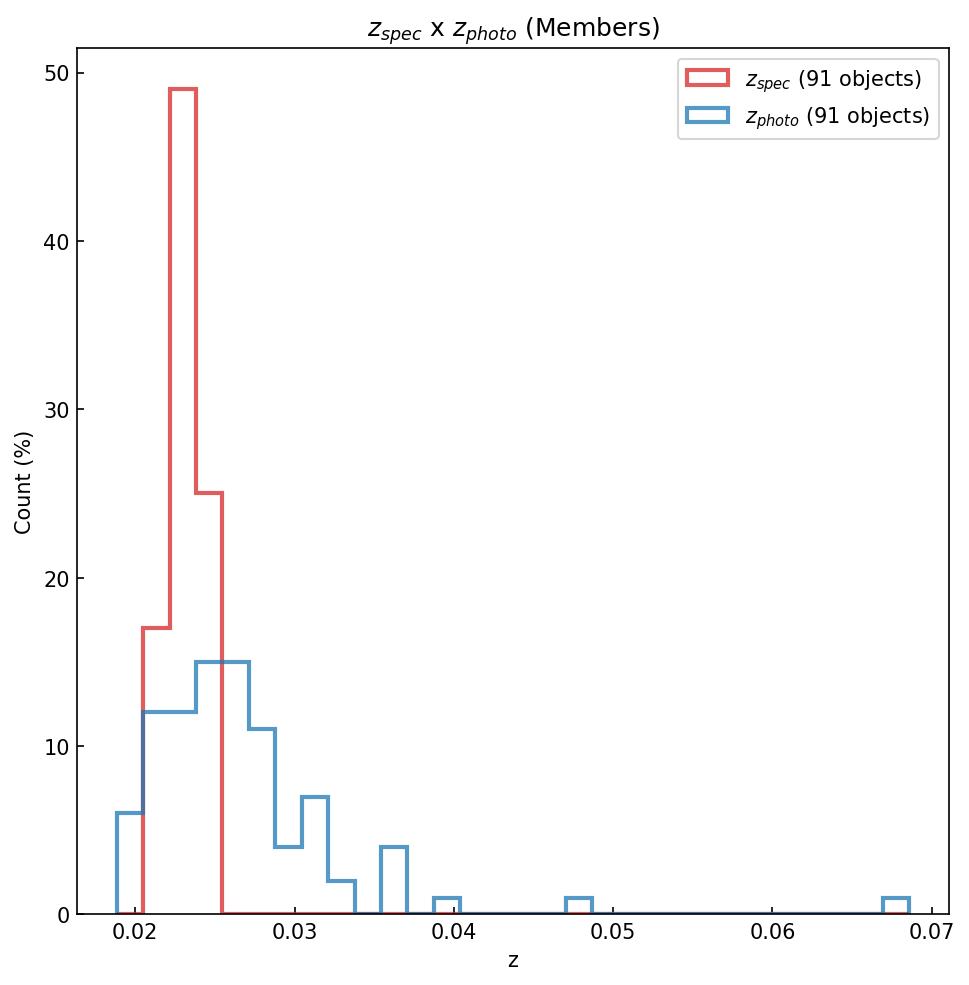 z_spec x z_photo (Members)
z_spec (91 objects)
z_photo (91 objects)
Count (%)
50
40
30
20
10
0
0.02 0.03 0.04 0.05 0.06 0.07
z